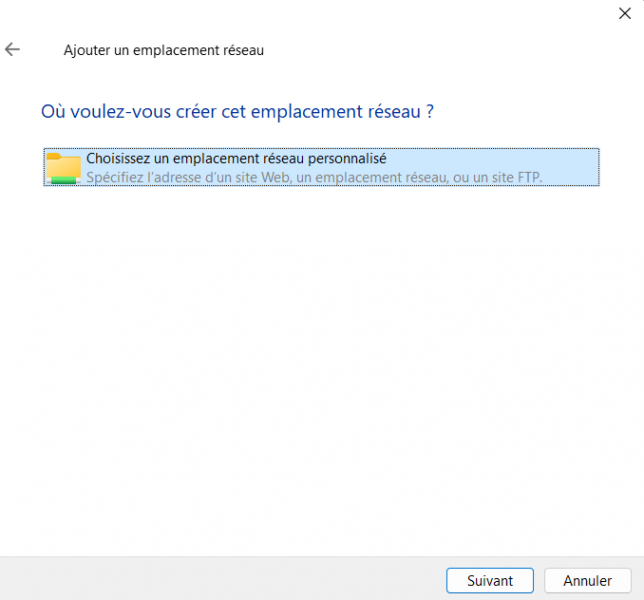 Ajouter un emplacement réseau
Où voulez-vous créer cet emplacement réseau ?
Choisissez un emplacement réseau personnalisé
Spécifiez l'adresse d'un site Web, un emplacement réseau, ou un site FTP.
Suivant
Annuler